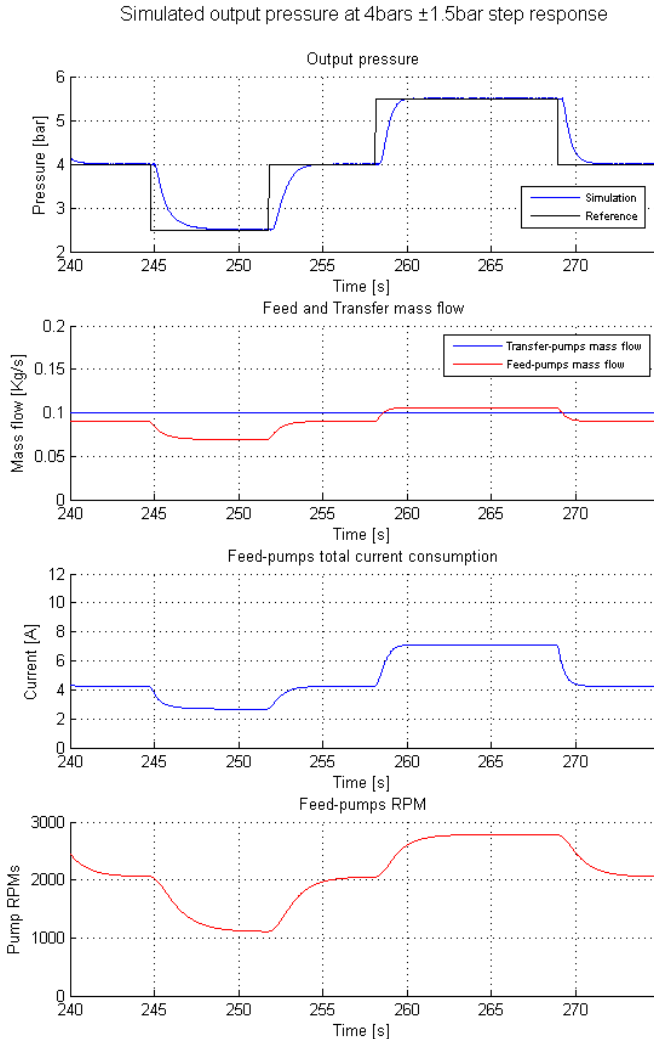 Simulated output pressure at 4bars ±1.5bar step response
Output pressure
Pressure [bar]
6
5
4
3
2
240 245 250 255 260 265 270
Time [s]
Simulation
Reference
Feed and Transfer mass flow
Mass flow [Kg/s]
0.2
0.15
0.1
0.05
0
240 245 250 255 260 265 270
Time [s]
Transfer-pumps mass flow
Feed-pumps mass flow
Feed-pumps total current consumption
Current [A]
12
10
8
6
4
2
0
240 245 250 255 260 265 270
Time [s]
Feed-pumps RPM
Pump RPMs
3000
2000
1000
0
240 245 250 255 260 265 270
Time [s]